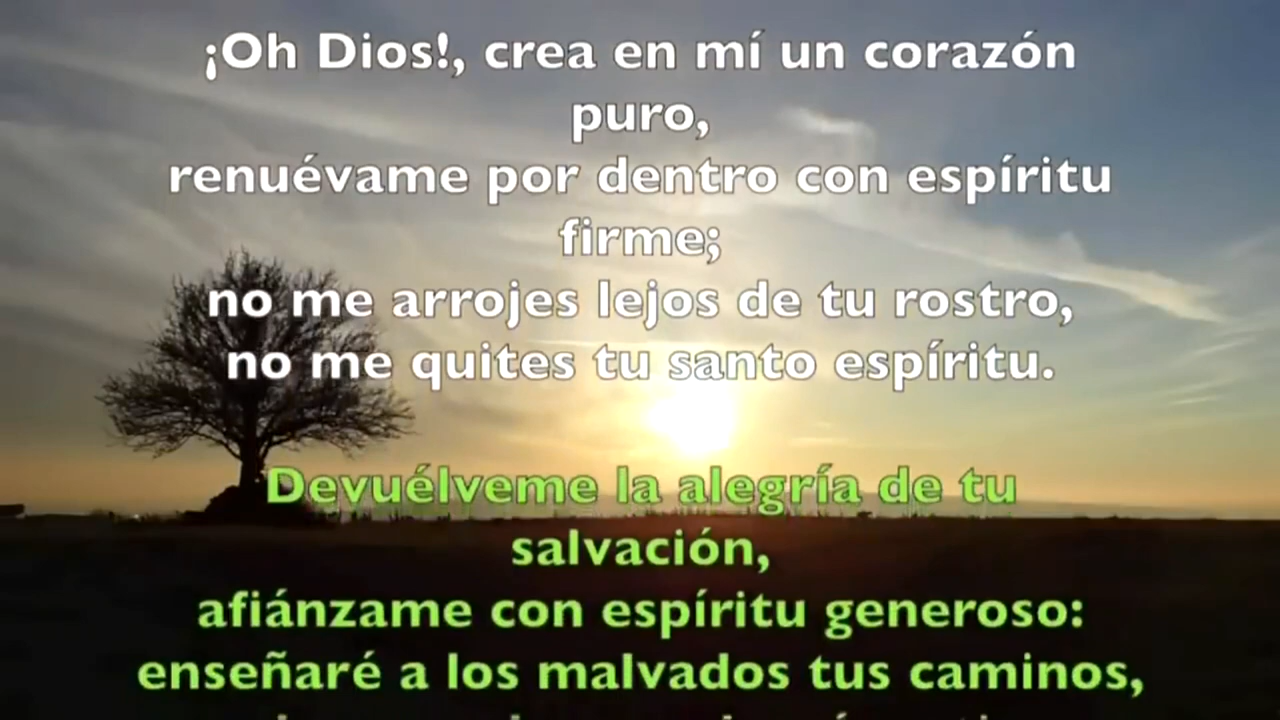 ¡Oh Dios!, crea en mí un corazón
puro,
renuévame por dentro con espíritu
firme;
no me arrojes lejos de tu rostro,
no me quites tu santo espíritu.
Devuélveme la alegría de tu
salvación,
afiánzame con espíritu generoso:
enseñaré a los malvados tus caminos,